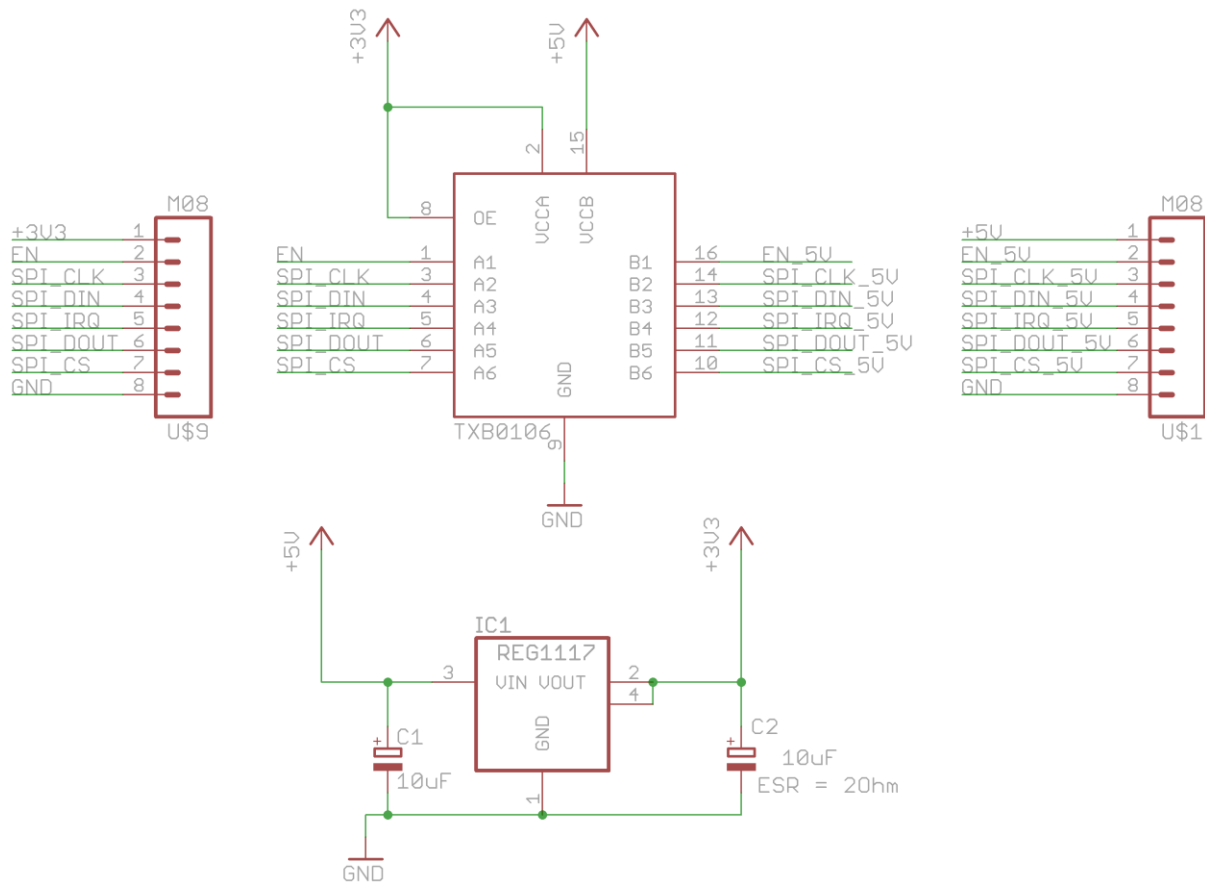 +3V3
+5V
2
15
8
OE
VCCA
VCCB
M08
+3V3 1
EN 2
SPI_CLK 3
SPI_DIN 4
SPI_IRQ 5
SPI_DOUT 6
SPI_CS 7
GND 8
U$9
EN 1 A1
SPI_CLK 3 A2
SPI_DIN 4 A3
SPI_IRQ 5 A4
SPI_DOUT 6 A5
SPI_CS 7 A6
GND
B1 16 EN_5V
B2 14 SPI_CLK_5V
B3 13 SPI_DIN_5V
B4 12 SPI_IRQ_5V
B5 11 SPI_DOUT_5V
B6 10 SPI_CS_5V
TXB0106
9
GND
M08
+5V 1
EN_5V 2
SPI_CLK_5V 3
SPI_DIN_5V 4
SPI_IRQ_5V 5
SPI_DOUT_5V 6
SPI_CS_5V 7
GND 8
U$1
+5V
+3V3
IC1
REG1117
3 VIN VOUT 2
4
GND
1
+ C1
10uF
+ C2
10uF
ESR = 2Ohm
GND